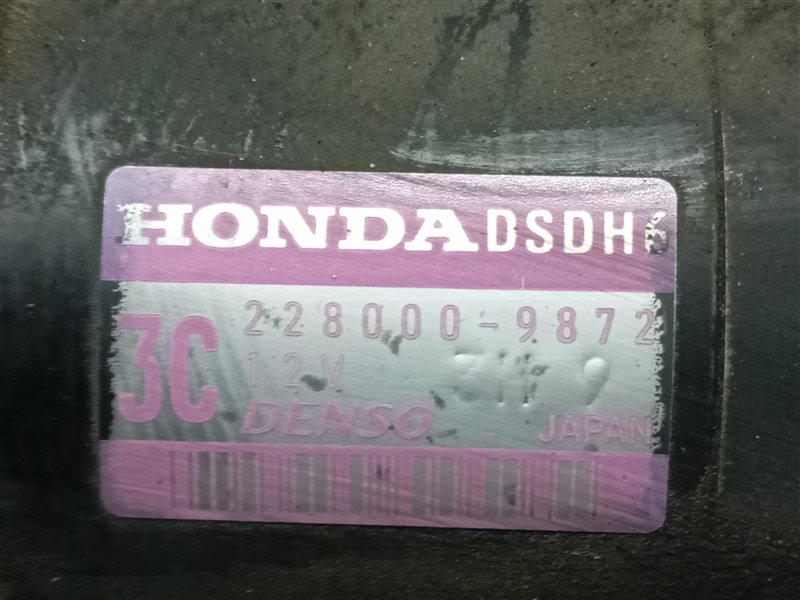 HONDA DSDH6
3C 228000-9872
12V
DENSO JAPAN